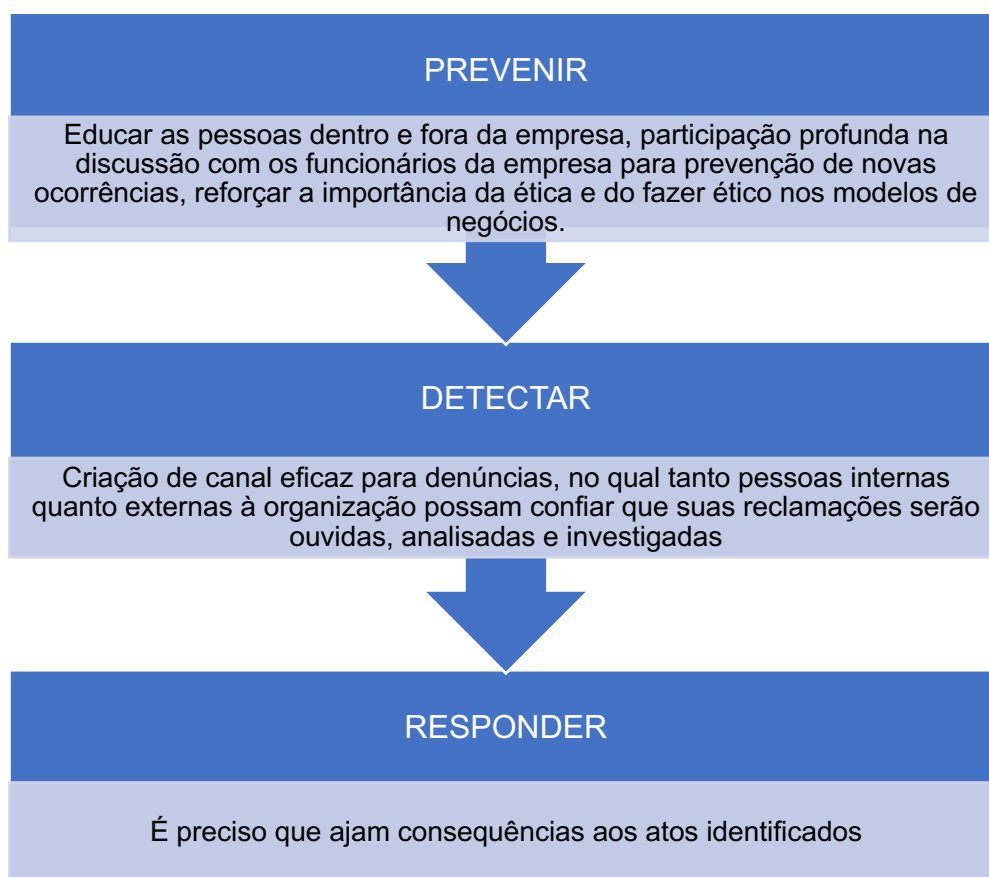 PREVENIR
Educar as pessoas dentro e fora da empresa, participação profunda na
discussão com os funcionários da empresa para prevenção de novas
ocorrências, reforçar a importância da ética e do fazer ético nos modelos de
negócios.
DETECTAR
Criação de canal eficaz para denúncias, no qual tanto pessoas internas
quanto externas à organização possam confiar que suas reclamações serão
ouvidas, analisadas e investigadas
RESPONDER
É preciso que ajam consequências aos atos identificados